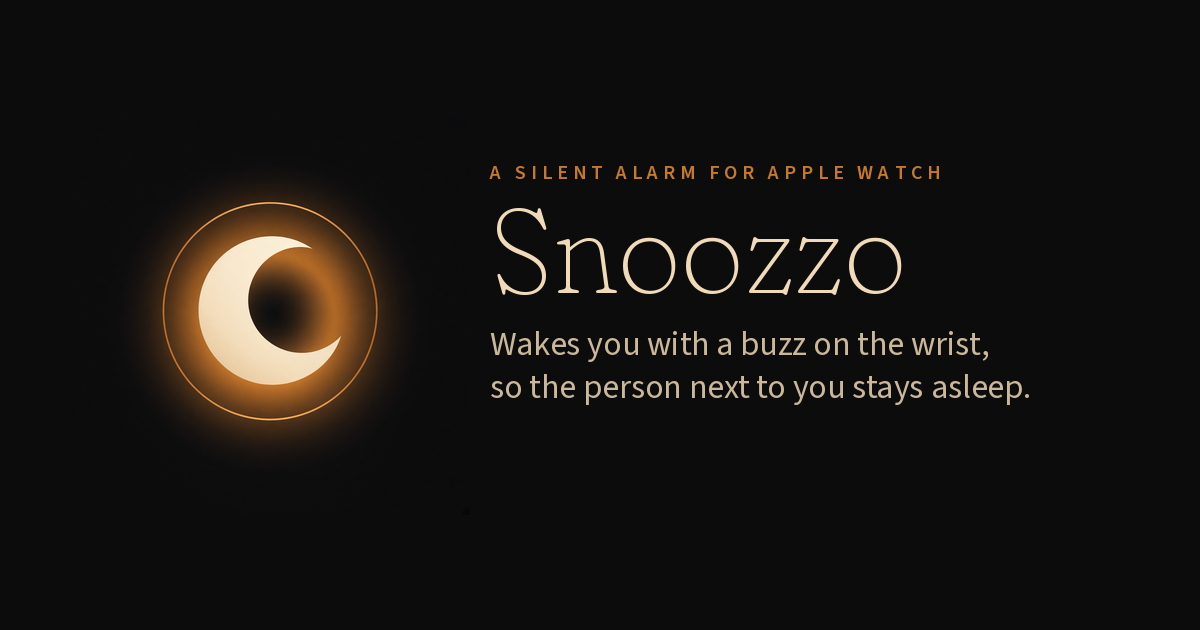 A SILENT ALARM FOR APPLE WATCH
Snoozzo
Wakes you with a buzz on the wrist,
so the person next to you stays asleep.